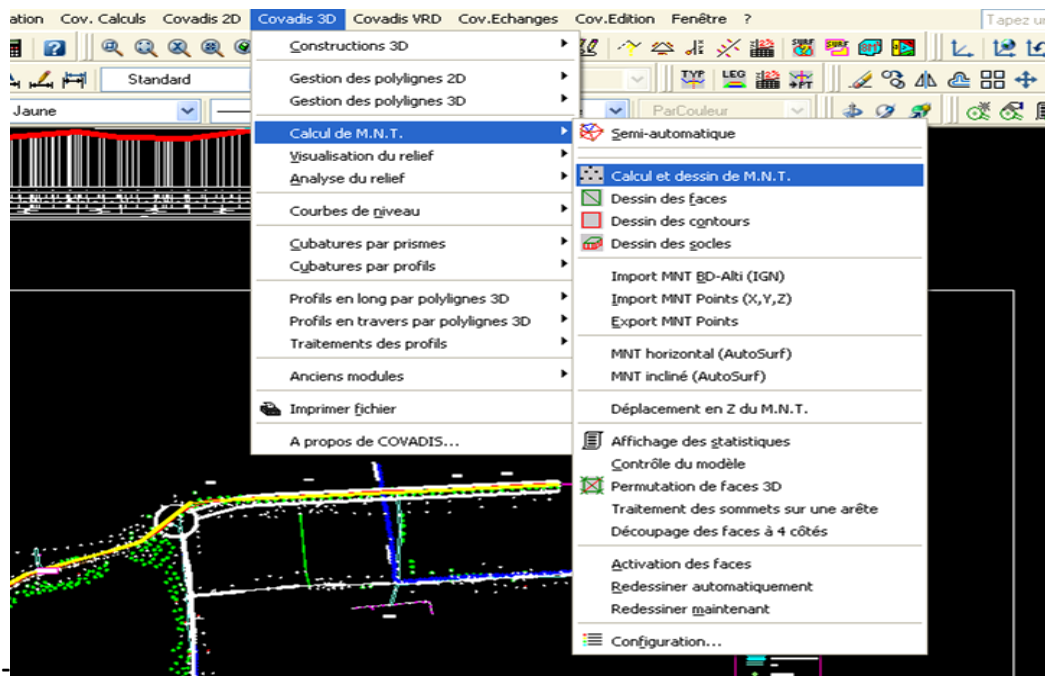 ation Cov. Calculs Covadis 2D Covadis 3D Covadis VRD Cov.Echanges Cov.Edition Fenêtre ? Tapez u
Standard
TYP LEG +PT
Jaune
ParCouleur
Constructions 3D
Gestion des polylignes 2D
Gestion des polylignes 3D
Calcul de M.N.T.
Visualisation du relief
Analyse du relief
Courbes de niveau
Cubatures par prismes
Cubatures par profils
Profils en long par polylignes 3D
Profils en travers par polylignes 3D
Traitements des profils
Anciens modules
Imprimer fichier
A propos de COVADIS...
Semi-automatique
Calcul et dessin de M.N.T.
Dessin des faces
Dessin des contours
Dessin des socles
Import MNT BD-Alti (IGN)
Import MNT Points (X,Y,Z)
Export MNT Points
MNT horizontal (AutoSurf)
MNT incliné (AutoSurf)
Déplacement en Z du M.N.T.
Affichage des statistiques
Contrôle du modèle
Permutation de faces 3D
Traitement des sommets sur une arête
Découpage des faces à 4 côtés
Activation des faces
Redessiner automatiquement
Redessiner maintenant
Configuration...
-